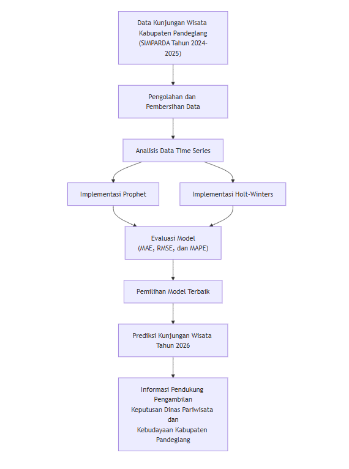 Data Kunjungan Wisata
Kabupaten Pandeglang
(SIMPARDA Tahun 2024-
2025)
Pengolahan dan
Pembersihan Data
Analisis Data Time Series
Implementasi Prophet
Implementasi Holt-Winters
Evaluasi Model
(MAE, RMSE, dan MAPE)
Pemilihan Model Terbaik
Prediksi Kunjungan Wisata
Tahun 2026
Informasi Pendukung
Pengambilan
Keputusan Dinas Pariwisata
dan
Kebudayaan Kabupaten
Pandeglang